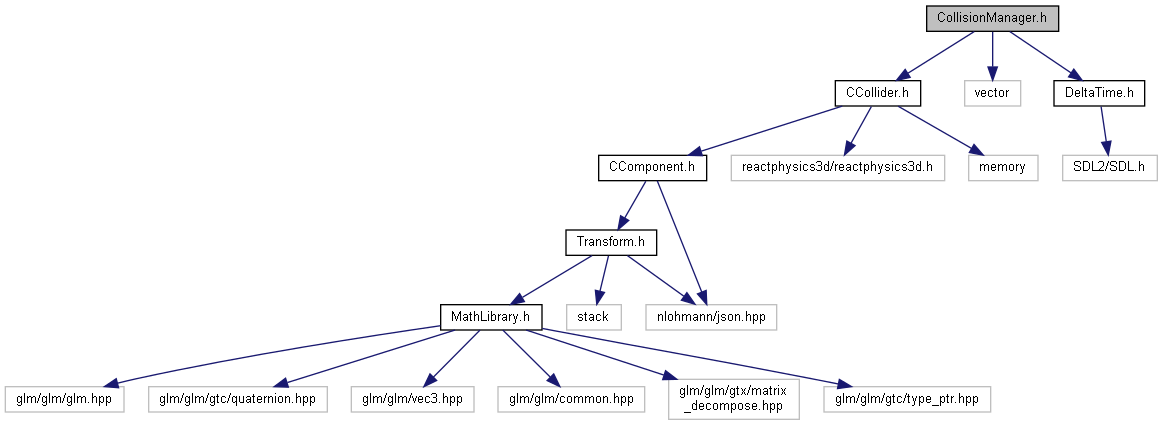 CollisionManager.h
CCollider.h
vector
DeltaTime.h
CComponent.h
reactphysics3d/reactphysics3d.h
memory
SDL2/SDL.h
Transform.h
MathLibrary.h
stack
nlohmann/json.hpp
glm/glm/glm.hpp
glm/glm/gtc/quaternion.hpp
glm/glm/vec3.hpp
glm/glm/common.hpp
glm/glm/gtx/matrix
_decompose.hpp
glm/glm/gtc/type_ptr.hpp